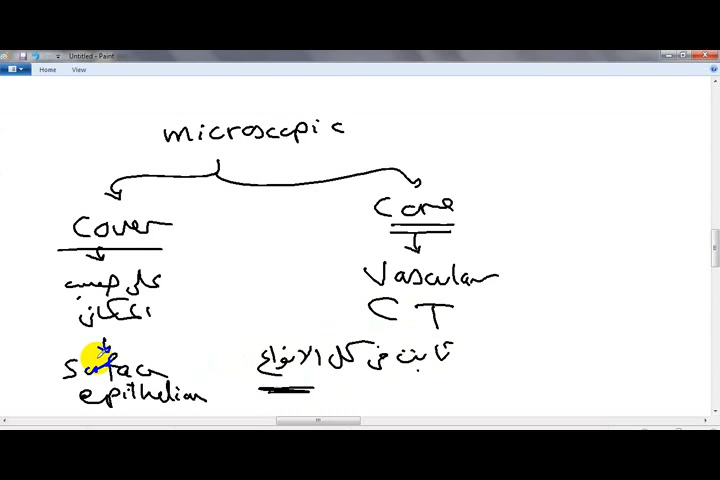 Untitled - Paint
Home View
microscopic
Cover
Core
على حسب
المكان
Vascular
C T
ثابت في كل الانواع
Surface
epithelium